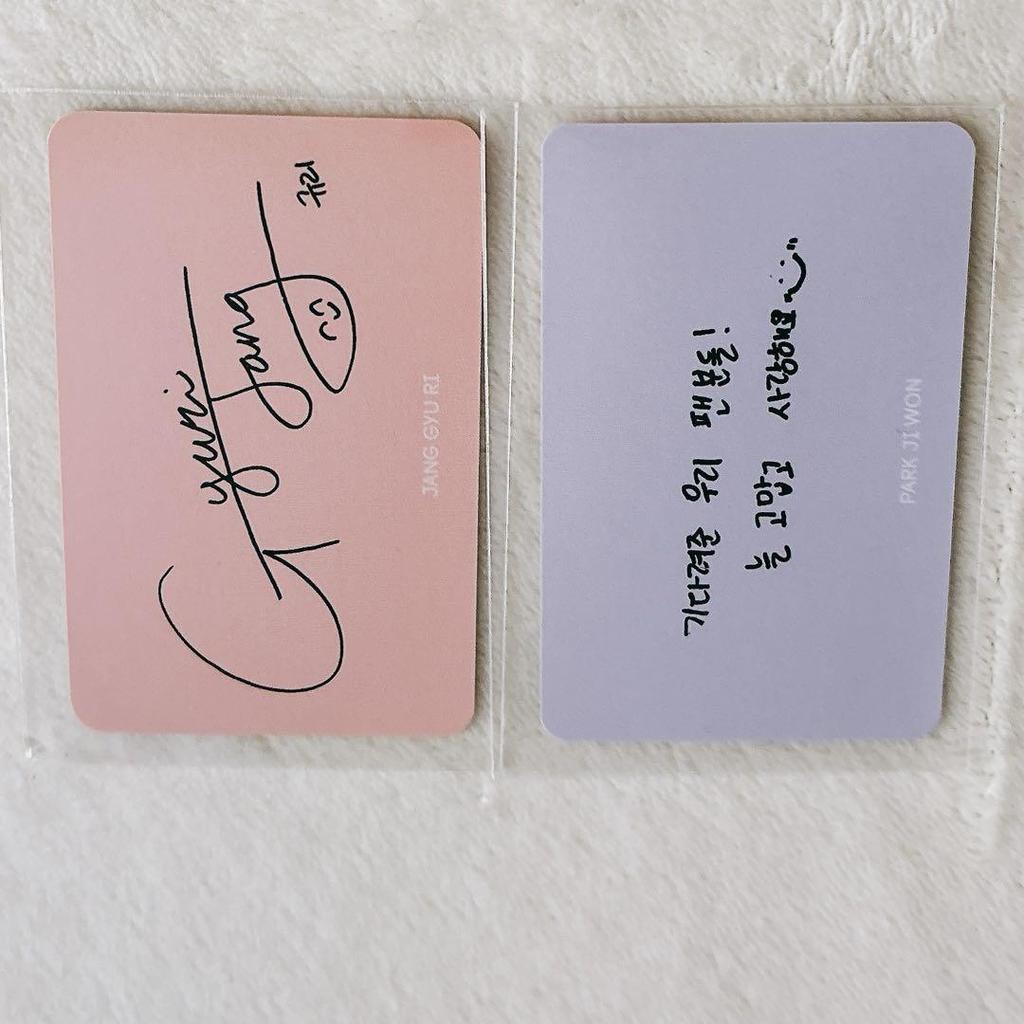 Gyuri
Jang
규리
JANG GYU RI
기다려준 우리 팬분들!
늘 고맙고 사랑해요
PARK JI WON